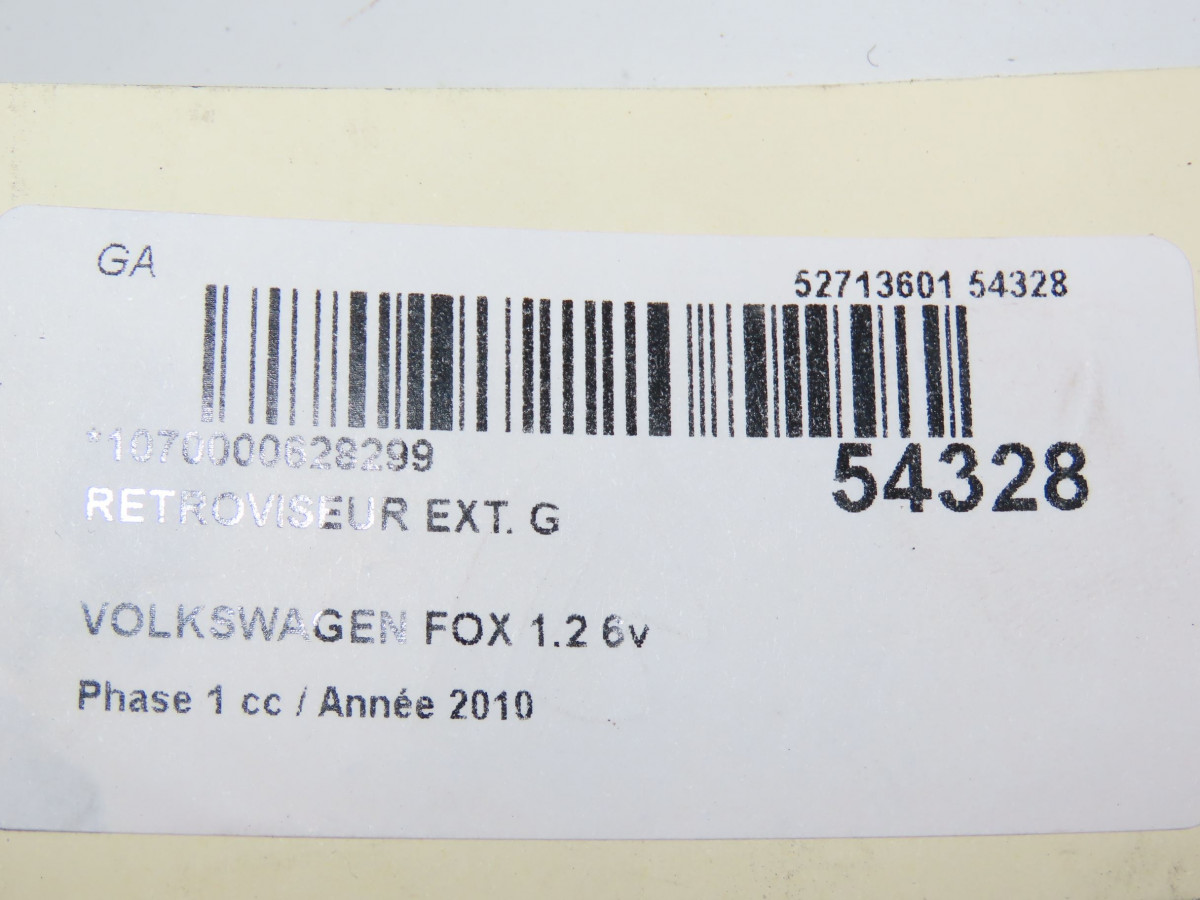 GA
52713601 54328
*1070000628299
54328
RETROVISEUR EXT. G
VOLKSWAGEN FOX 1.2 6v
Phase 1 cc / Année 2010